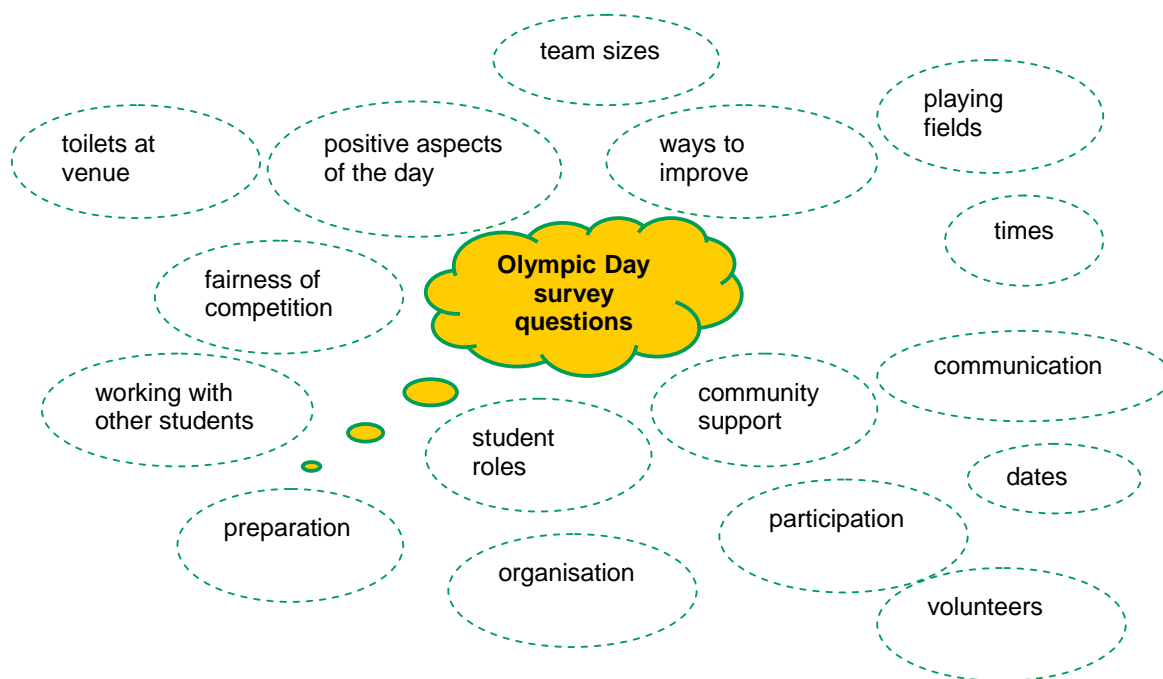 team sizes
playing
fields
toilets at
venue
positive aspects
of the day
ways to
improve
times
fairness of
competition
Olympic Day
survey
questions
communication
working with
other students
community
support
student
roles
dates
preparation
participation
organisation
volunteers